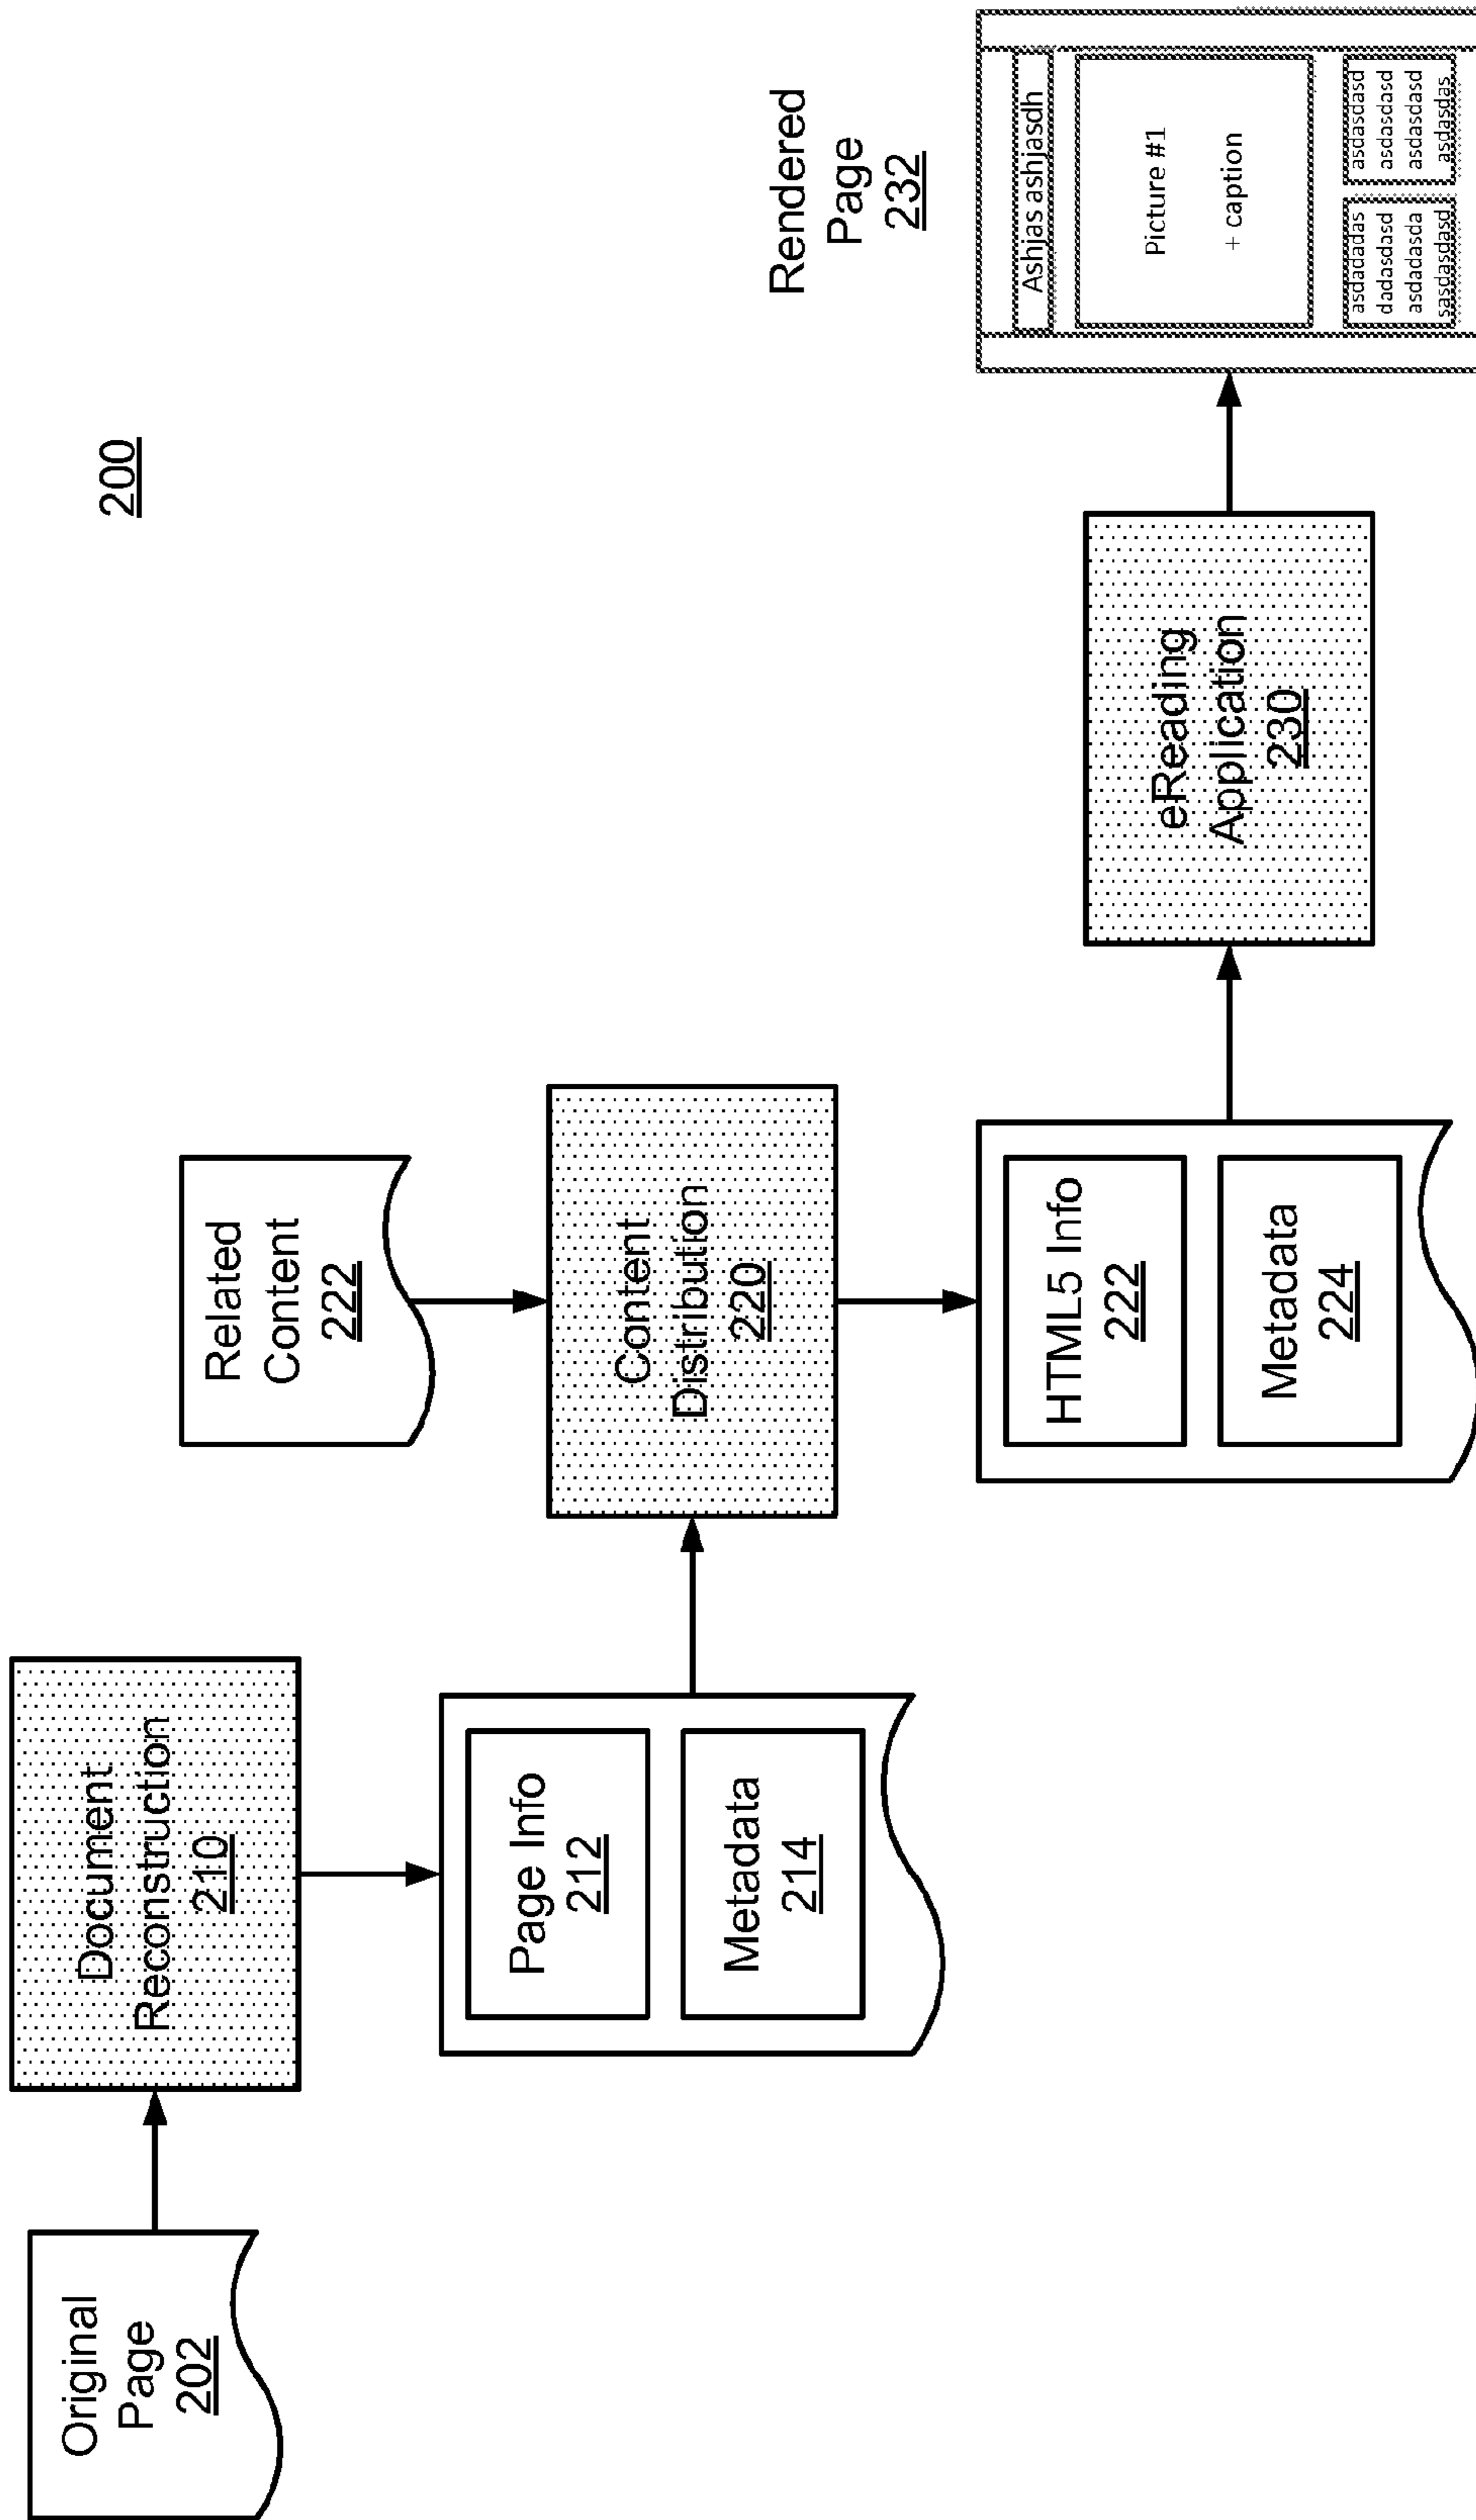 200
Original
Page
202
Document
Reconstruction
210
Page Info
212
Metadata
214
Related
Content
222
Content
Distribution
220
HTML5 Info
222
Metadata
224
eReading
Application
230
Rendered
Page
232
Ashjas ashjasdh
Picture #1
+ caption
asdadadas
dadasdasd
asdadasda
sasdasdasd
asdasdasd
asdasdasd
asdasdasd
asdasdas